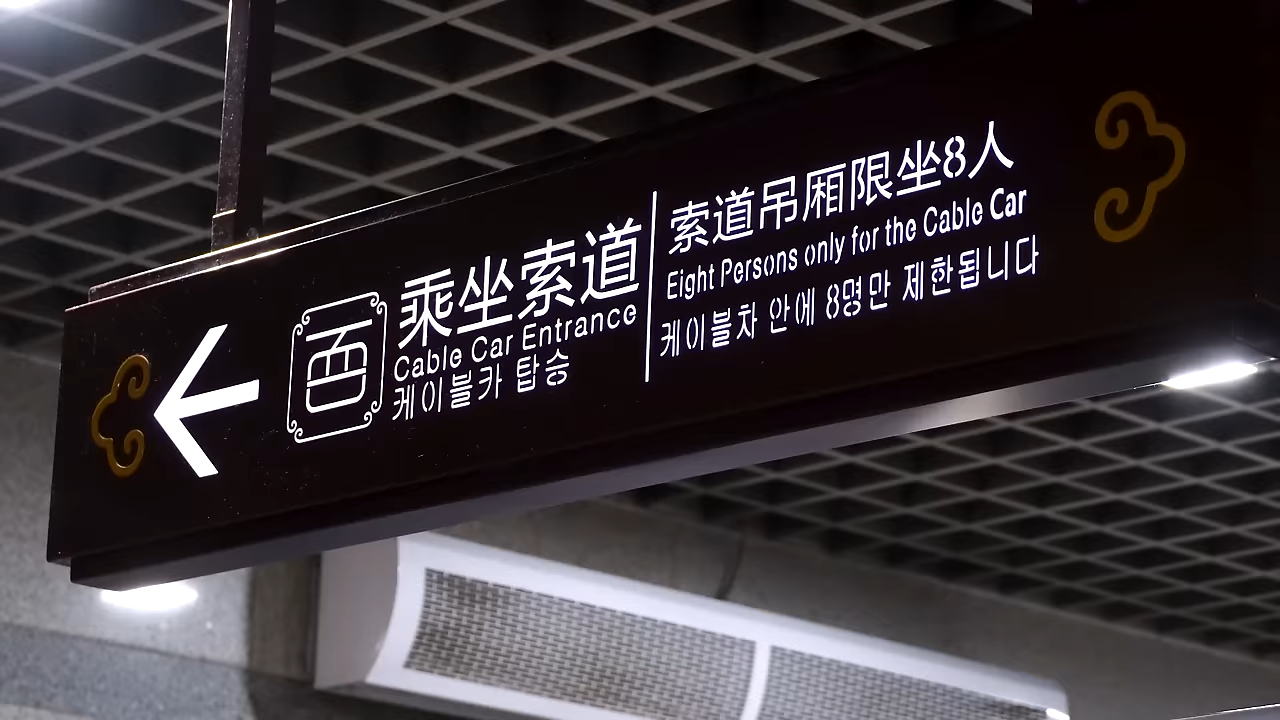 乘坐索道
Cable Car Entrance
케이블카 탑승
索道吊厢限坐8人
Eight Persons only for the Cable Car
케이블차 안에 8명만 제한됩니다